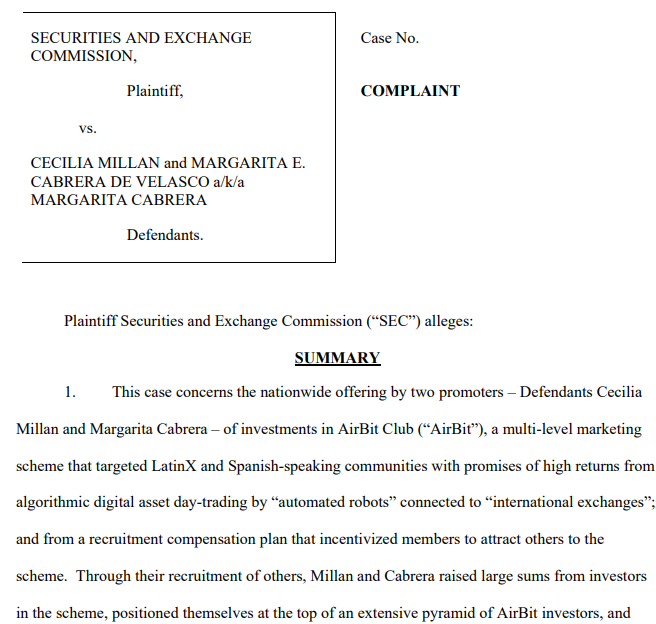 SECURITIES AND EXCHANGE
COMMISSION,
Plaintiff,
vs.
CECILIA MILLAN and MARGARITA E.
CABRERA DE VELASCO a/k/a
MARGARITA CABRERA
Defendants.
Case No.
COMPLAINT
Plaintiff Securities and Exchange Commission (“SEC”) alleges:
SUMMARY
1. This case concerns the nationwide offering by two promoters – Defendants Cecilia
Millan and Margarita Cabrera – of investments in AirBit Club (“AirBit”), a multi-level marketing
scheme that targeted LatinX and Spanish-speaking communities with promises of high returns from
algorithmic digital asset day-trading by “automated robots” connected to “international exchanges”;
and from a recruitment compensation plan that incentivized members to attract others to the
scheme. Through their recruitment of others, Millan and Cabrera raised large sums from investors
in the scheme, positioned themselves at the top of an extensive pyramid of AirBit investors, and